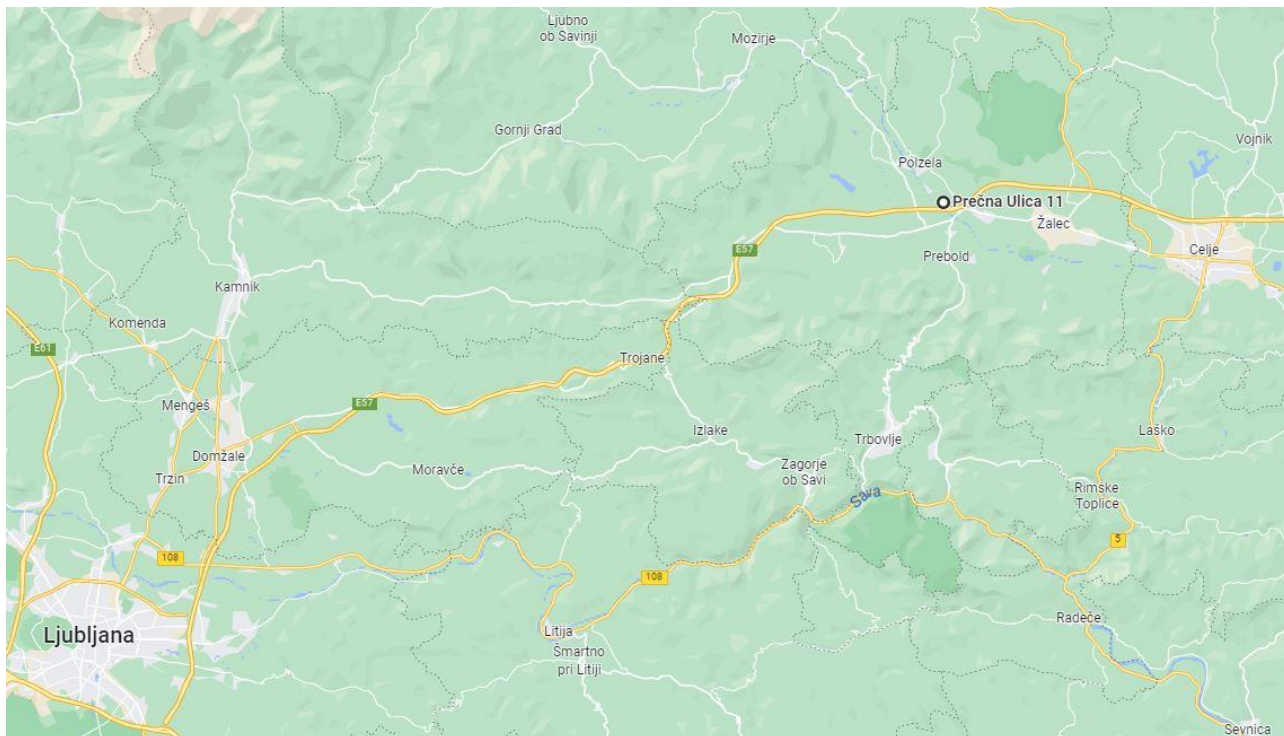 Ljubno
ob Savinji
Mozirje
Gornji Grad
Vojnik
Polzela
Prečna Ulica 11
Žalec
E57
Prebold
Celje
Kamnik
Komenda
E61
Trojane
E57
Mengeš
Izlake
Trbovlje
Laško
Domžale
Moravče
Zagorje
ob Savi
Trzin
Sava
Rimske
Toplice
5
108
108
Ljubljana
Litija
Radeče
Šmartno
pri Litiji
Sevnica